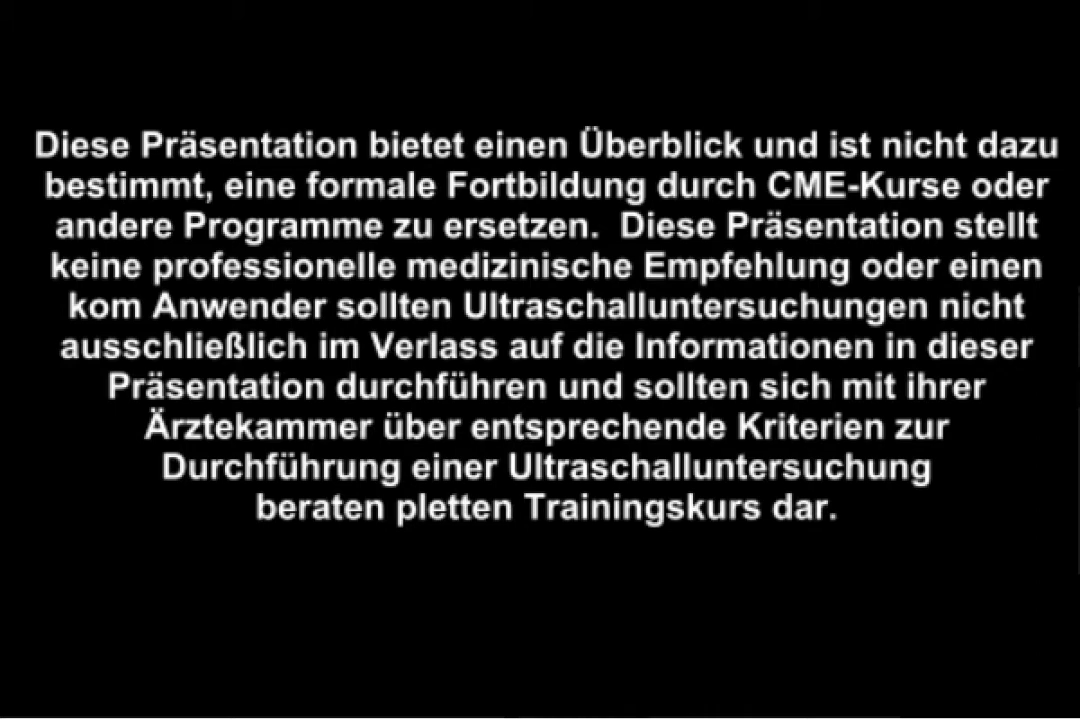 Diese Präsentation bietet einen Überblick und ist nicht dazu
bestimmt, eine formale Fortbildung durch CME-Kurse oder
andere Programme zu ersetzen.  Diese Präsentation stellt
keine professionelle medizinische Empfehlung oder einen
kom Anwender sollten Ultraschalluntersuchungen nicht
ausschließlich im Verlass auf die Informationen in dieser
Präsentation durchführen und sollten sich mit ihrer
Ärztekammer über entsprechende Kriterien zur
Durchführung einer Ultraschalluntersuchung
beraten pletten Trainingskurs dar.